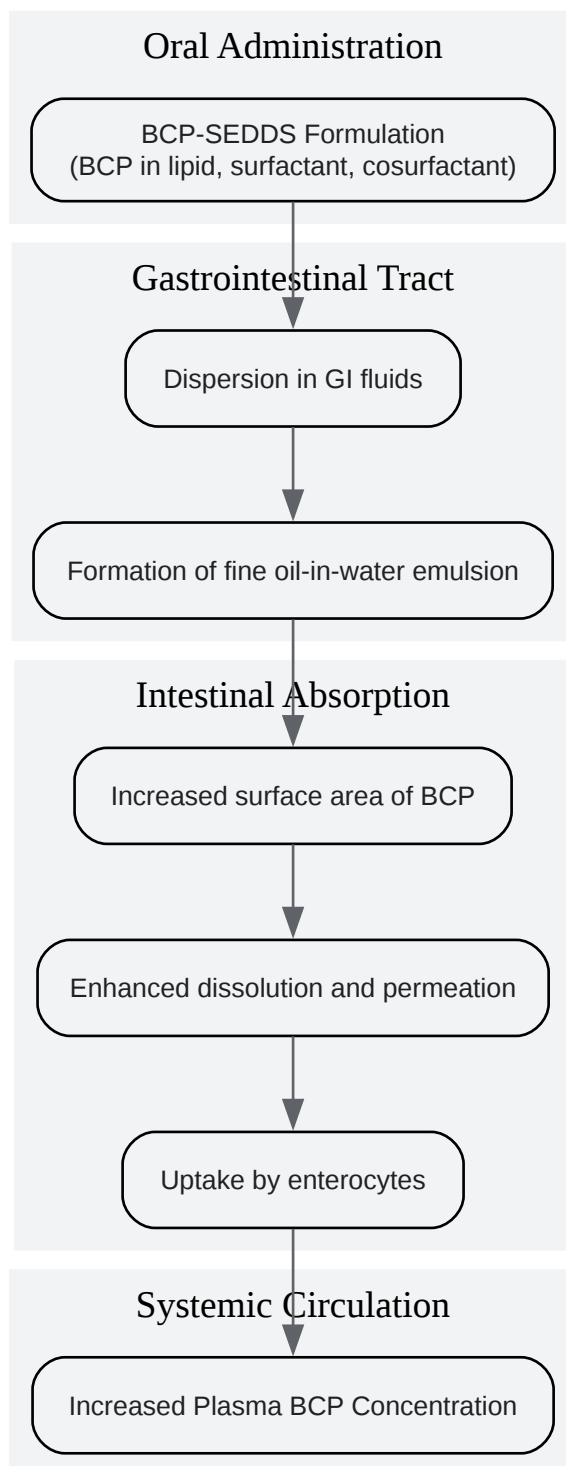 Oral Administration
BCP-SEDDS Formulation
(BCP in lipid, surfactant, cosurfactant)
Gastrointestinal Tract
Dispersion in GI fluids
Formation of fine oil-in-water emulsion
Intestinal Absorption
Increased surface area of BCP
Enhanced dissolution and permeation
Uptake by enterocytes
Systemic Circulation
Increased Plasma BCP Concentration